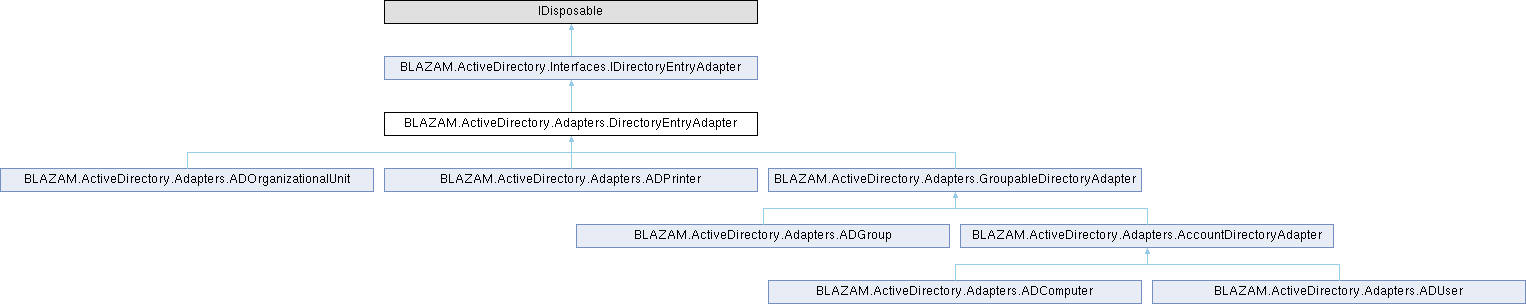 IDisposable
BLAZAM.ActiveDirectory.Interfaces.IDirectoryEntryAdapter
BLAZAM.ActiveDirectory.Adapters.DirectoryEntryAdapter
BLAZAM.ActiveDirectory.Adapters.ADOrganizationalUnit
BLAZAM.ActiveDirectory.Adapters.ADPrinter
BLAZAM.ActiveDirectory.Adapters.GroupableDirectoryAdapter
BLAZAM.ActiveDirectory.Adapters.ADGroup
BLAZAM.ActiveDirectory.Adapters.AccountDirectoryAdapter
BLAZAM.ActiveDirectory.Adapters.ADComputer
BLAZAM.ActiveDirectory.Adapters.ADUser